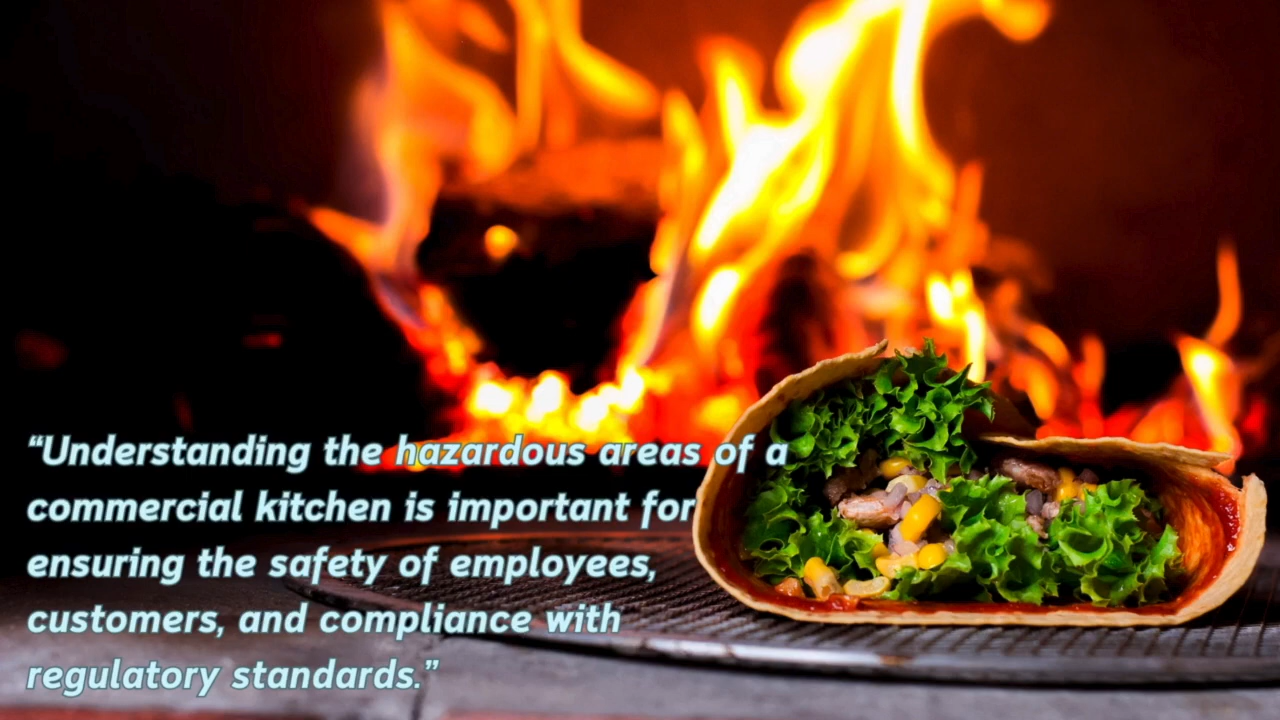 “Understanding the hazardous areas of a
commercial kitchen is important for
ensuring the safety of employees,
customers, and compliance with
regulatory standards.”